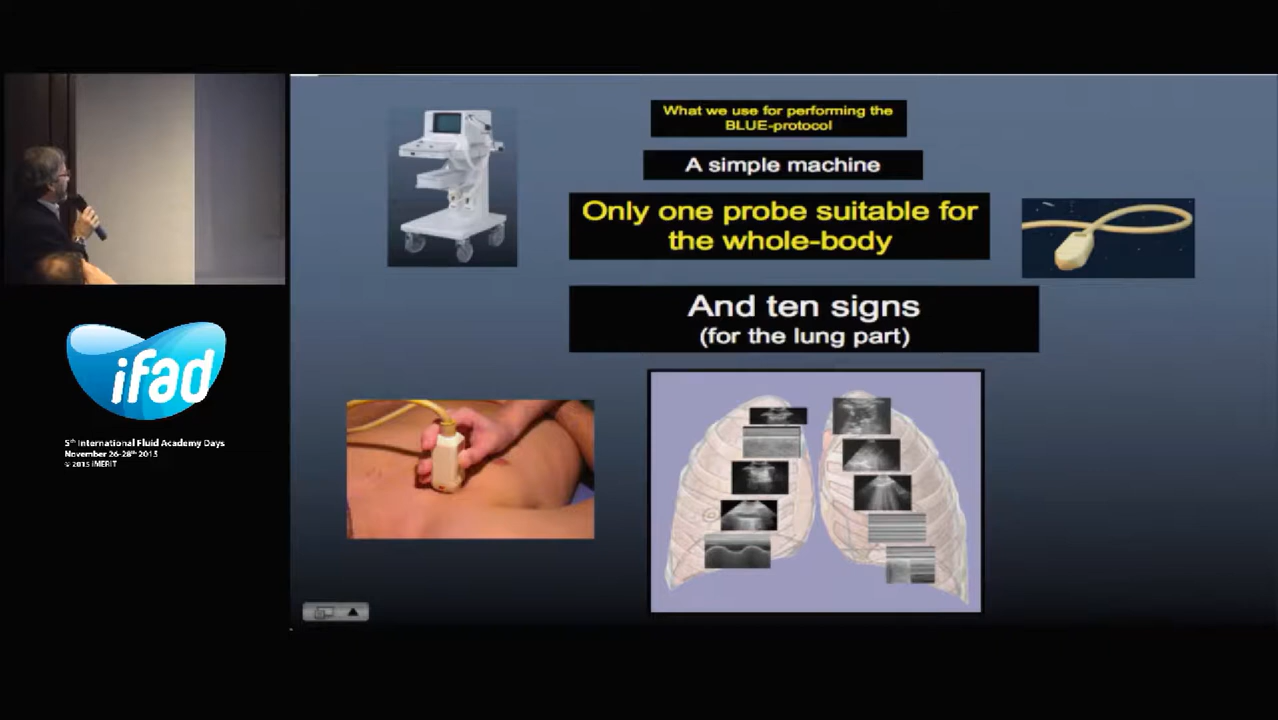 What we use for performing the
BLUE-protocol
A simple machine
Only one probe suitable for
the whole-body
And ten signs
(for the lung part)
ifad
5th International Fluid Academy Days
November 26-28th 2015
© 2015 iMERIT